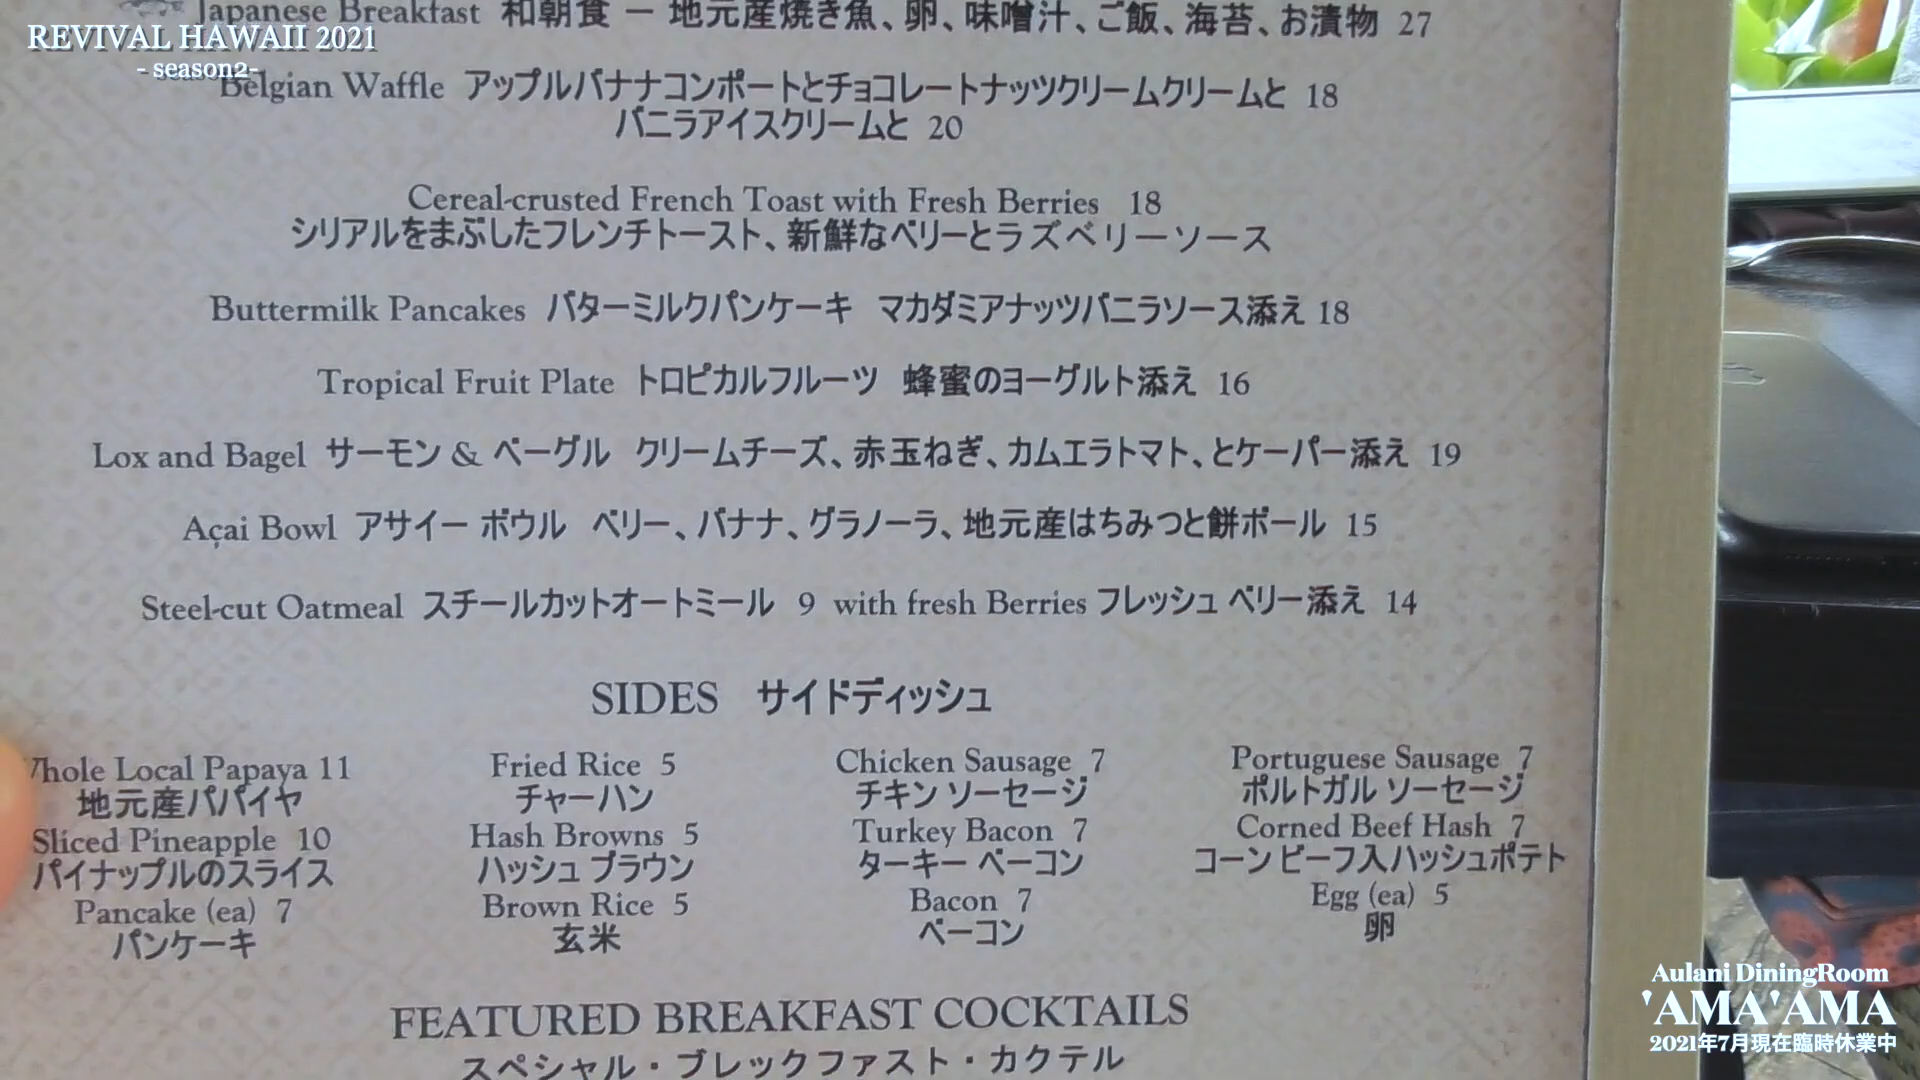 REVIVAL HAWAII 2021
- season2-
Japanese Breakfast 和朝食 ー 地元産焼き魚、卵、味噌汁、ご飯、海苔、お漬物 27
Belgian Waffle アップルバナナコンポートとチョコレートナッツクリームクリームと 18
バニラアイスクリームと 20
Cereal-crusted French Toast with Fresh Berries 18
シリアルをまぶしたフレンチトースト、新鮮なベリーとラズベリーソース
Buttermilk Pancakes バターミルクパンケーキ マカダミアナッツバニラソース添え 18
Tropical Fruit Plate トロピカルフルーツ 蜂蜜のヨーグルト添え 16
Lox and Bagel サーモン & ベーグル クリームチーズ、赤玉ねぎ、カムエラトマト、とケーパー添え 19
Açai Bowl アサイー ボウル ベリー、バナナ、グラノーラ、地元産はちみつと餅ボール 15
Steel-cut Oatmeal スチールカットオートミール 9 with fresh Berries フレッシュ ベリー添え 14
SIDES サイドディッシュ
Whole Local Papaya 11 Fried Rice 5 Chicken Sausage 7 Portuguese Sausage 7
地元産パパイヤ チャーハン チキン ソーセージ ポルトガル ソーセージ
Sliced Pineapple 10 Hash Browns 5 Turkey Bacon 7 Corned Beef Hash 7
パイナップルのスライス ハッシュ ブラウン ターキー ベーコン コーン ビーフ入ハッシュポテト
Pancake (ea) 7 Brown Rice 5 Bacon 7 Egg (ea) 5
パンケーキ 玄米 ベーコン 卵
FEATURED BREAKFAST COCKTAILS
スペシャル・ブレックファスト・カクテル
Aulani DiningRoom
'AMA'AMA
2021年7月現在臨時休業中